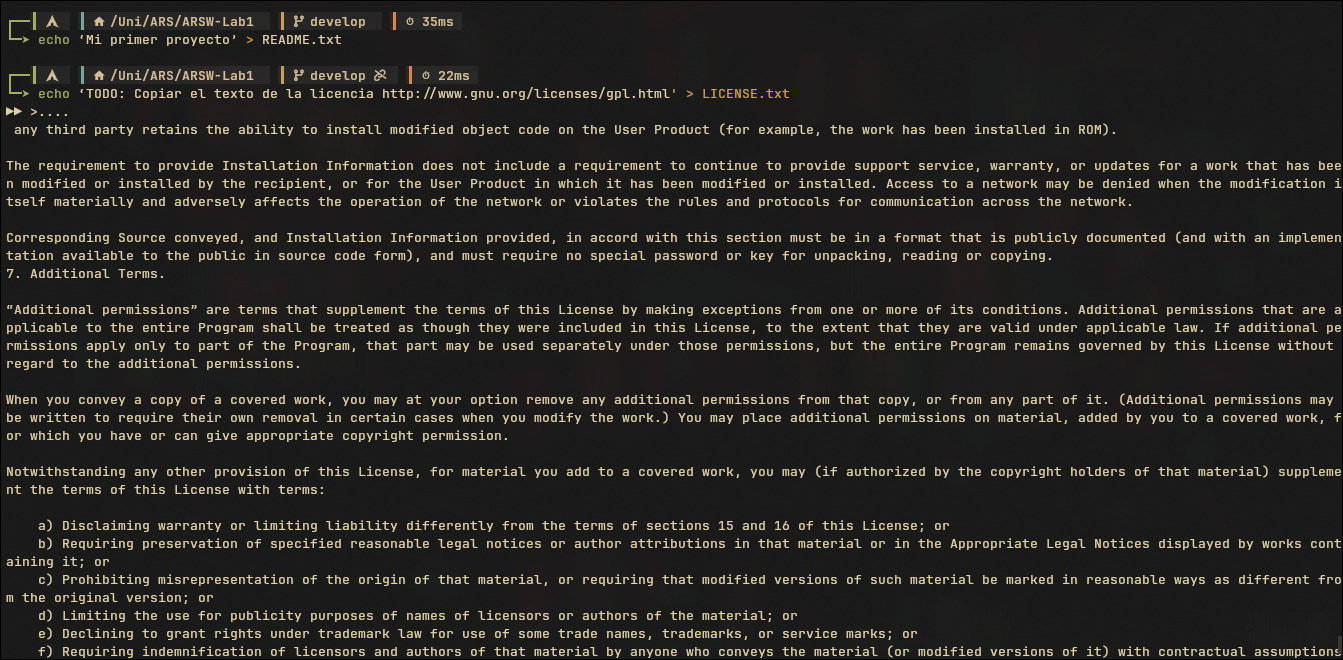 /Uni/ARS/ARSW-Lab1 develop 35ms
echo ‘Mi primer proyecto’ > README.txt
/Uni/ARS/ARSW-Lab1 develop 22ms
echo ‘TODO: Copiar el texto de la licencia http://www.gnu.org/licenses/gpl.html' > LICENSE.txt
>....
any third party retains the ability to install modified object code on the User Product (for example, the work has been installed in ROM).
The requirement to provide Installation Information does not include a requirement to continue to provide support service, warranty, or updates for a work that has bee
n modified or installed by the recipient, or for the User Product in which it has been modified or installed. Access to a network may be denied when the modification i
tself materially and adversely affects the operation of the network or violates the rules and protocols for communication across the network.
Corresponding Source conveyed, and Installation Information provided, in accord with this section must be in a format that is publicly documented (and with an implemen
tation available to the public in source code form), and must require no special password or key for unpacking, reading or copying.
7. Additional Terms.
“Additional permissions” are terms that supplement the terms of this License by making exceptions from one or more of its conditions. Additional permissions that are a
pplicable to the entire Program shall be treated as though they were included in this License, to the extent that they are valid under applicable law. If additional pe
rmissions apply only to part of the Program, that part may be used separately under those permissions, but the entire Program remains governed by this License without
regard to the additional permissions.
When you convey a copy of a covered work, you may at your option remove any additional permissions from that copy, or from any part of it. (Additional permissions may
be written to require their own removal in certain cases when you modify the work.) You may place additional permissions on material, added by you to a covered work, f
or which you have or can give appropriate copyright permission.
Notwithstanding any other provision of this License, for material you add to a covered work, you may (if authorized by the copyright holders of that material) suppleme
nt the terms of this License with terms:
a) Disclaiming warranty or limiting liability differently from the terms of sections 15 and 16 of this License; or
b) Requiring preservation of specified reasonable legal notices or author attributions in that material or in the Appropriate Legal Notices displayed by works cont
aining it; or
c) Prohibiting misrepresentation of the origin of that material, or requiring that modified versions of such material be marked in reasonable ways as different fro
m the original version; or
d) Limiting the use for publicity purposes of names of licensors or authors of the material; or
e) Declining to grant rights under trademark law for use of some trade names, trademarks, or service marks; or
f) Requiring indemnification of licensors and authors of that material by anyone who conveys the material (or modified versions of it) with contractual assumptions